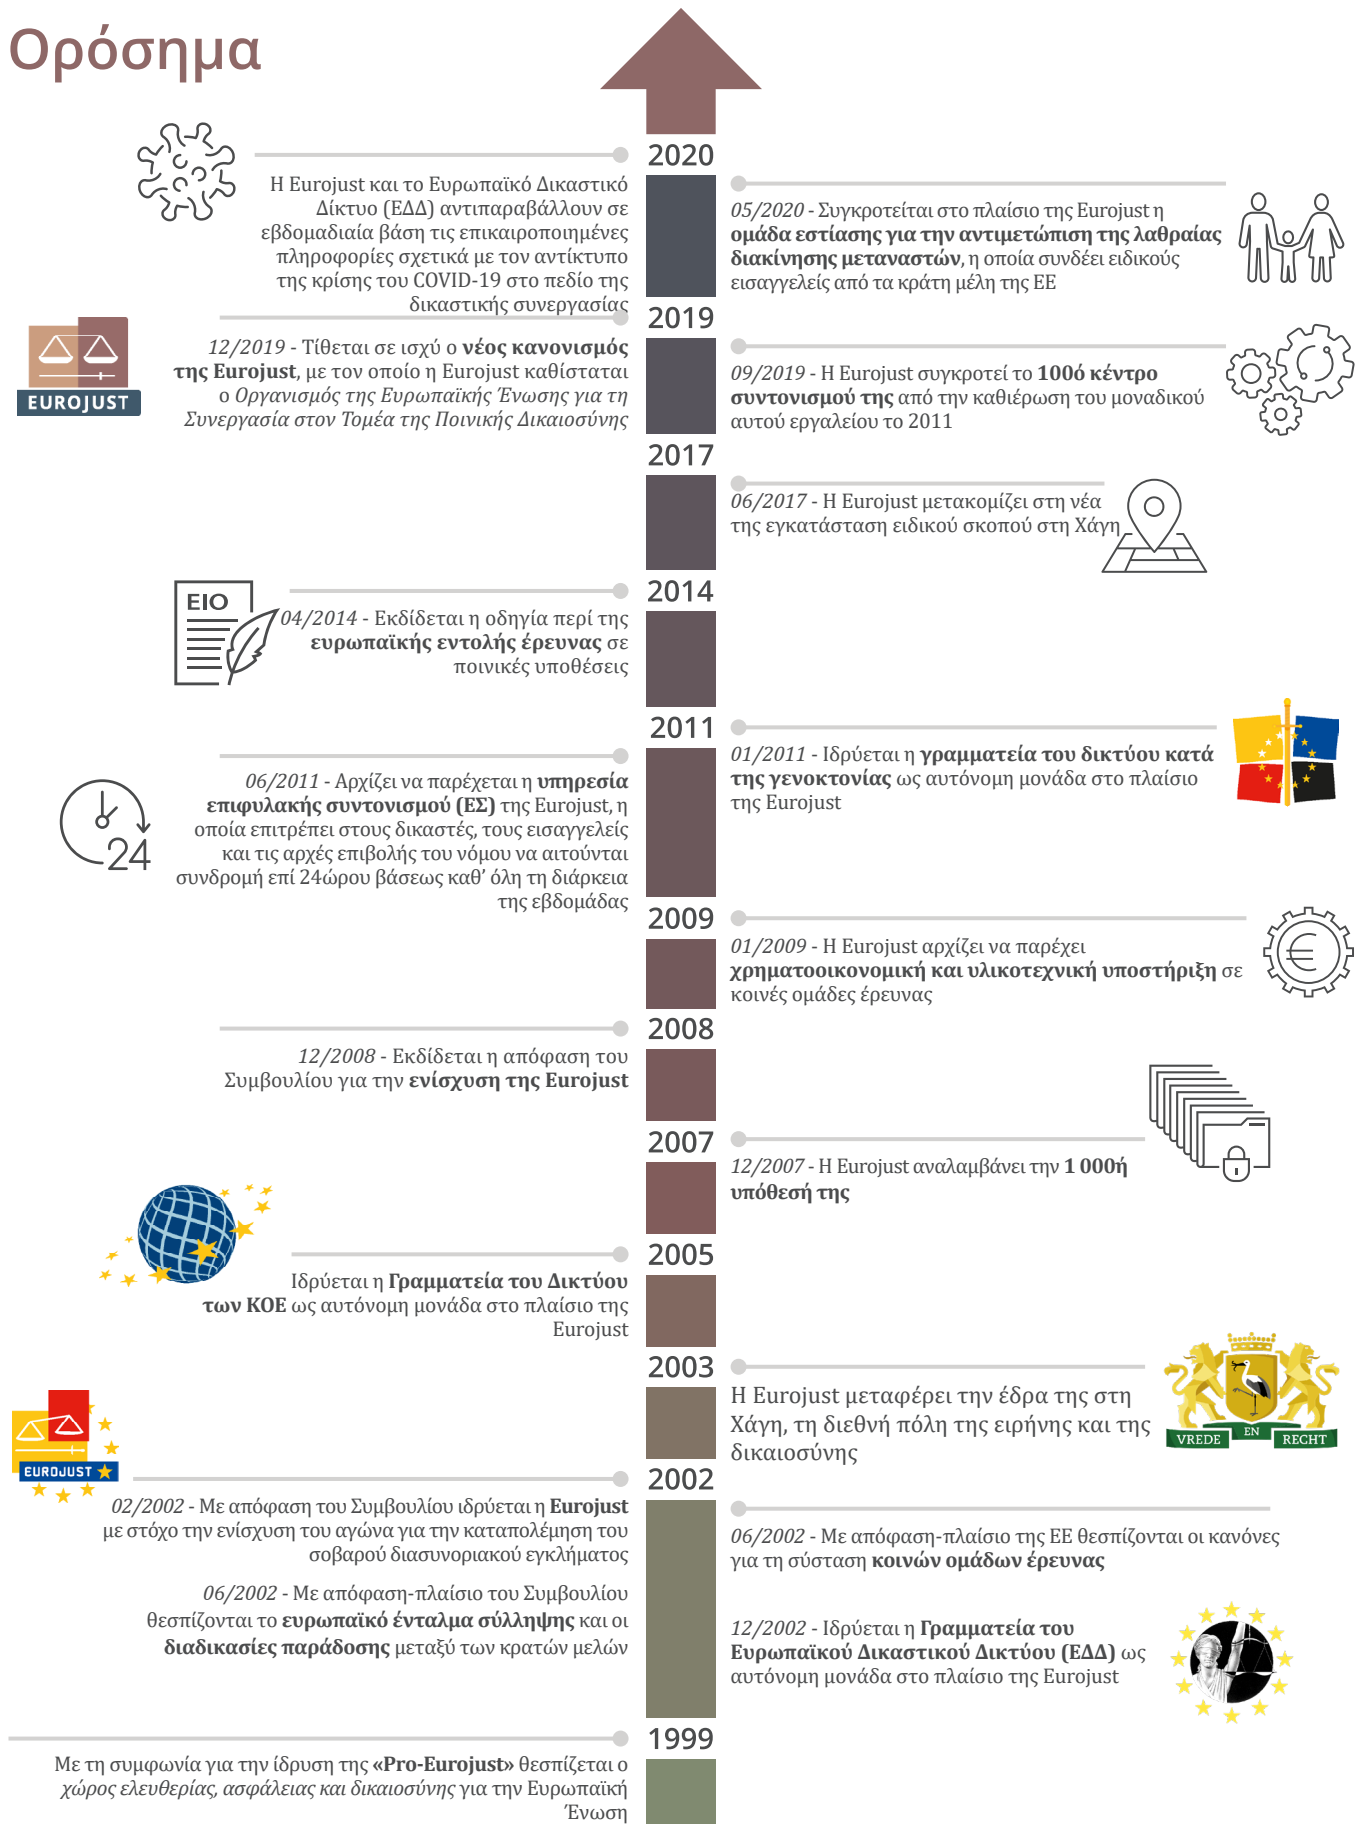 Ορόσημα
2020
Η Eurojust και το Ευρωπαϊκό Δικαστικό
Δίκτυο (ΕΔΔ) αντιπαραβάλλουν σε
εβδομαδιαία βάση τις επικαιροποιημένες
πληροφορίες σχετικά με τον αντίκτυπο
της κρίσης του COVID-19 στο πεδίο της
δικαστικής συνεργασίας
05/2020 - Συγκροτείται στο πλαίσιο της Eurojust η
ομάδα εστίασης για την αντιμετώπιση της λαθραίας
διακίνησης μεταναστών, η οποία συνδέει ειδικούς
εισαγγελείς από τα κράτη μέλη της ΕΕ
2019
EUROJUST
12/2019 - Τίθεται σε ισχύ ο νέος κανονισμός
της Eurojust, με τον οποίο η Eurojust καθίσταται
ο Οργανισμός της Ευρωπαϊκής Ένωσης για τη
Συνεργασία στον Τομέα της Ποινικής Δικαιοσύνης
09/2019 - Η Eurojust συγκροτεί το 100ό κέντρο
συντονισμού της από την καθιέρωση του μοναδικού
αυτού εργαλείου το 2011
2017
06/2017 - Η Eurojust μετακομίζει στη νέα
της εγκατάσταση ειδικού σκοπού στη Χάγη
2014
EIO
04/2014 - Εκδίδεται η οδηγία περί της
ευρωπαϊκής εντολής έρευνας σε
ποινικές υποθέσεις
2011
01/2011 - Ιδρύεται η γραμματεία του δικτύου κατά
της γενοκτονίας ως αυτόνομη μονάδα στο πλαίσιο
της Eurojust
24
06/2011 - Αρχίζει να παρέχεται η υπηρεσία
επιφυλακής συντονισμού (ΕΣ) της Eurojust, η
οποία επιτρέπει στους δικαστές, τους εισαγγελείς
και τις αρχές επιβολής του νόμου να αιτούνται
συνδρομή επί 24ώρου βάσεως καθ’ όλη τη διάρκεια
της εβδομάδας
2009
01/2009 - Η Eurojust αρχίζει να παρέχει
χρηματοοικονομική και υλικοτεχνική υποστήριξη σε
κοινές ομάδες έρευνας
2008
12/2008 - Εκδίδεται η απόφαση του
Συμβουλίου για την ενίσχυση της Eurojust
2007
12/2007 - Η Eurojust αναλαμβάνει την 1 000ή
υπόθεσή της
2005
Ιδρύεται η Γραμματεία του Δικτύου
των ΚΟΕ ως αυτόνομη μονάδα στο πλαίσιο της
Eurojust
2003
Η Eurojust μεταφέρει την έδρα της στη
Χάγη, τη διεθνή πόλη της ειρήνης και της
δικαιοσύνης
VREDE EN RECHT
2002
EUROJUST
02/2002 - Με απόφαση του Συμβουλίου ιδρύεται η Eurojust
με στόχο την ενίσχυση του αγώνα για την καταπολέμηση του
σοβαρού διασυνοριακού εγκλήματος
06/2002 - Με απόφαση-πλαίσιο του Συμβουλίου
θεσπίζονται το ευρωπαϊκό ένταλμα σύλληψης και οι
διαδικασίες παράδοσης μεταξύ των κρατών μελών
06/2002 - Με απόφαση-πλαίσιο της ΕΕ θεσπίζονται οι κανόνες
για τη σύσταση κοινών ομάδων έρευνας
12/2002 - Ιδρύεται η Γραμματεία του
Ευρωπαϊκού Δικαστικού Δικτύου (ΕΔΔ) ως
αυτόνομη μονάδα στο πλαίσιο της Eurojust
1999
Με τη συμφωνία για την ίδρυση της «Pro-Eurojust» θεσπίζεται ο
χώρος ελευθερίας, ασφάλειας και δικαιοσύνης για την Ευρωπαϊκή
Ένωση